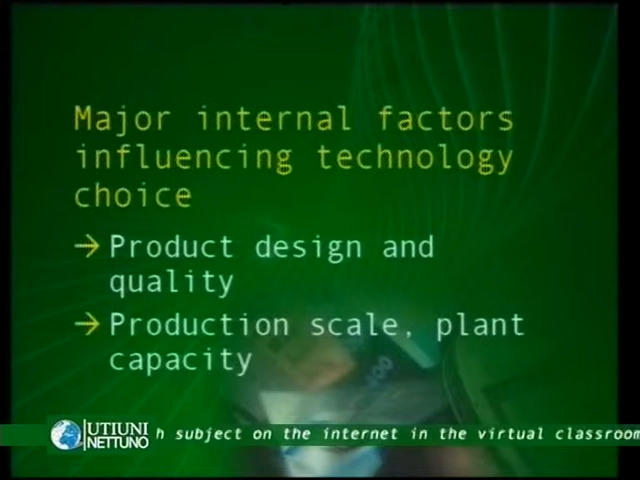 Major internal factors
influencing technology
choice
→ Product design and
quality
→ Production scale, plant
capacity
UTIUNI
NETTUNO
h subject on the internet in the virtual classroom